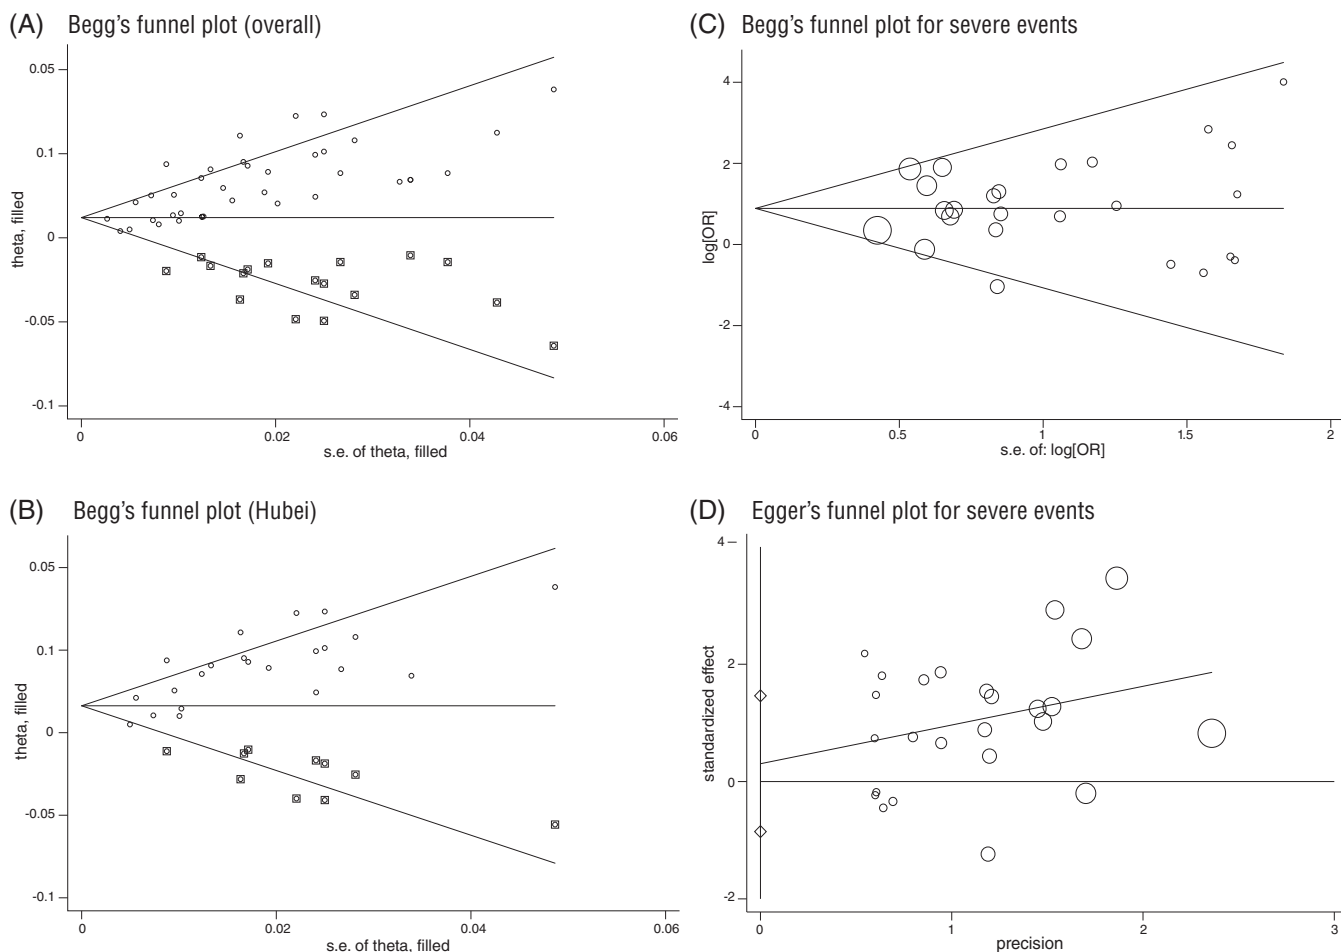 (A) Begg's funnel plot (overall)
0.05
0.1
0
-0.05
-0.1
theta, filled
0 0.02 0.04 0.06
s.e. of theta, filled
(C) Begg's funnel plot for severe events
4
2
0
-2
-4
log[OR]
0 0.5 1 1.5 2
s.e. of: log[OR]
(B) Begg's funnel plot (Hubei)
0.05
0.1
0
-0.05
-0.1
theta, filled
0 0.02 0.04 0.06
s.e. of theta, filled
(D) Egger's funnel plot for severe events
4
2
0
-2
standardized effect
0 1 2 3
precision